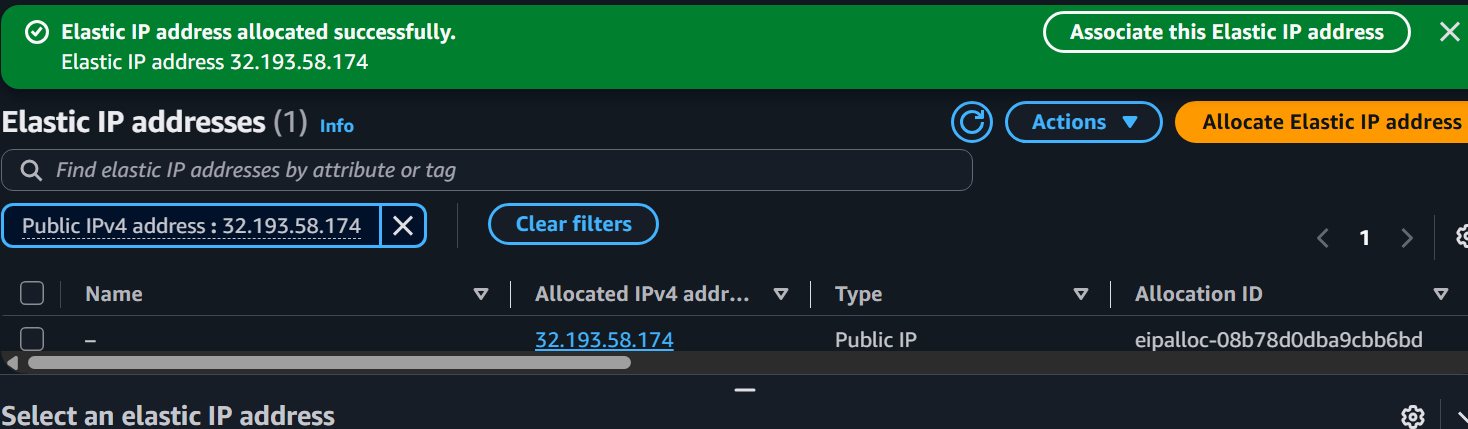 Elastic IP address allocated successfully.
Elastic IP address 32.193.58.174
Associate this Elastic IP address
Elastic IP addresses (1) Info
Actions
Allocate Elastic IP address
Find elastic IP addresses by attribute or tag
Public IPv4 address : 32.193.58.174
Clear filters
1
Name
Allocated IPv4 addr...
Type
Allocation ID
–
32.193.58.174
Public IP
eipalloc-08b78d0dba9cbb6bd
Select an elastic IP address